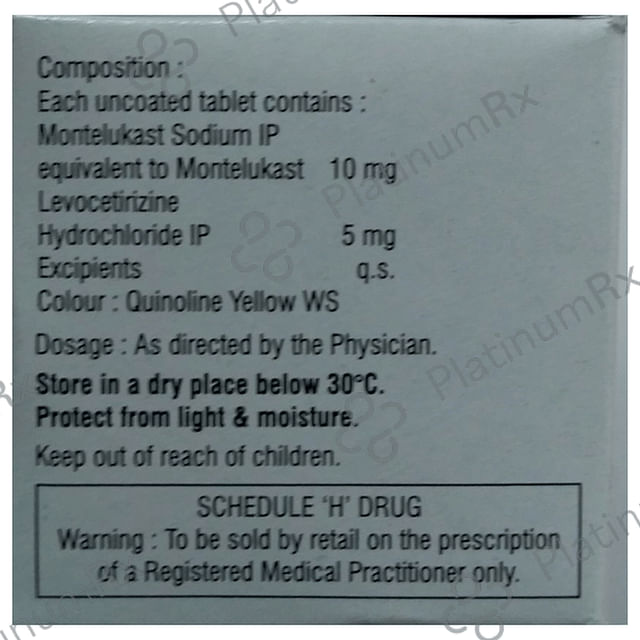 Composition :
Each uncoated tablet contains :
Montelukast Sodium IP
equivalent to Montelukast 10 mg
Levocetirizine
Hydrochloride IP 5 mg
Excipients q.s.
Colour : Quinoline Yellow WS
Dosage : As directed by the Physician.
Store in a dry place below 30°C.
Protect from light & moisture.
Keep out of reach of children.
SCHEDULE 'H' DRUG
Warning : To be sold by retail on the prescription
of a Registered Medical Practitioner only.
PlatinumRx
PlatinumRx